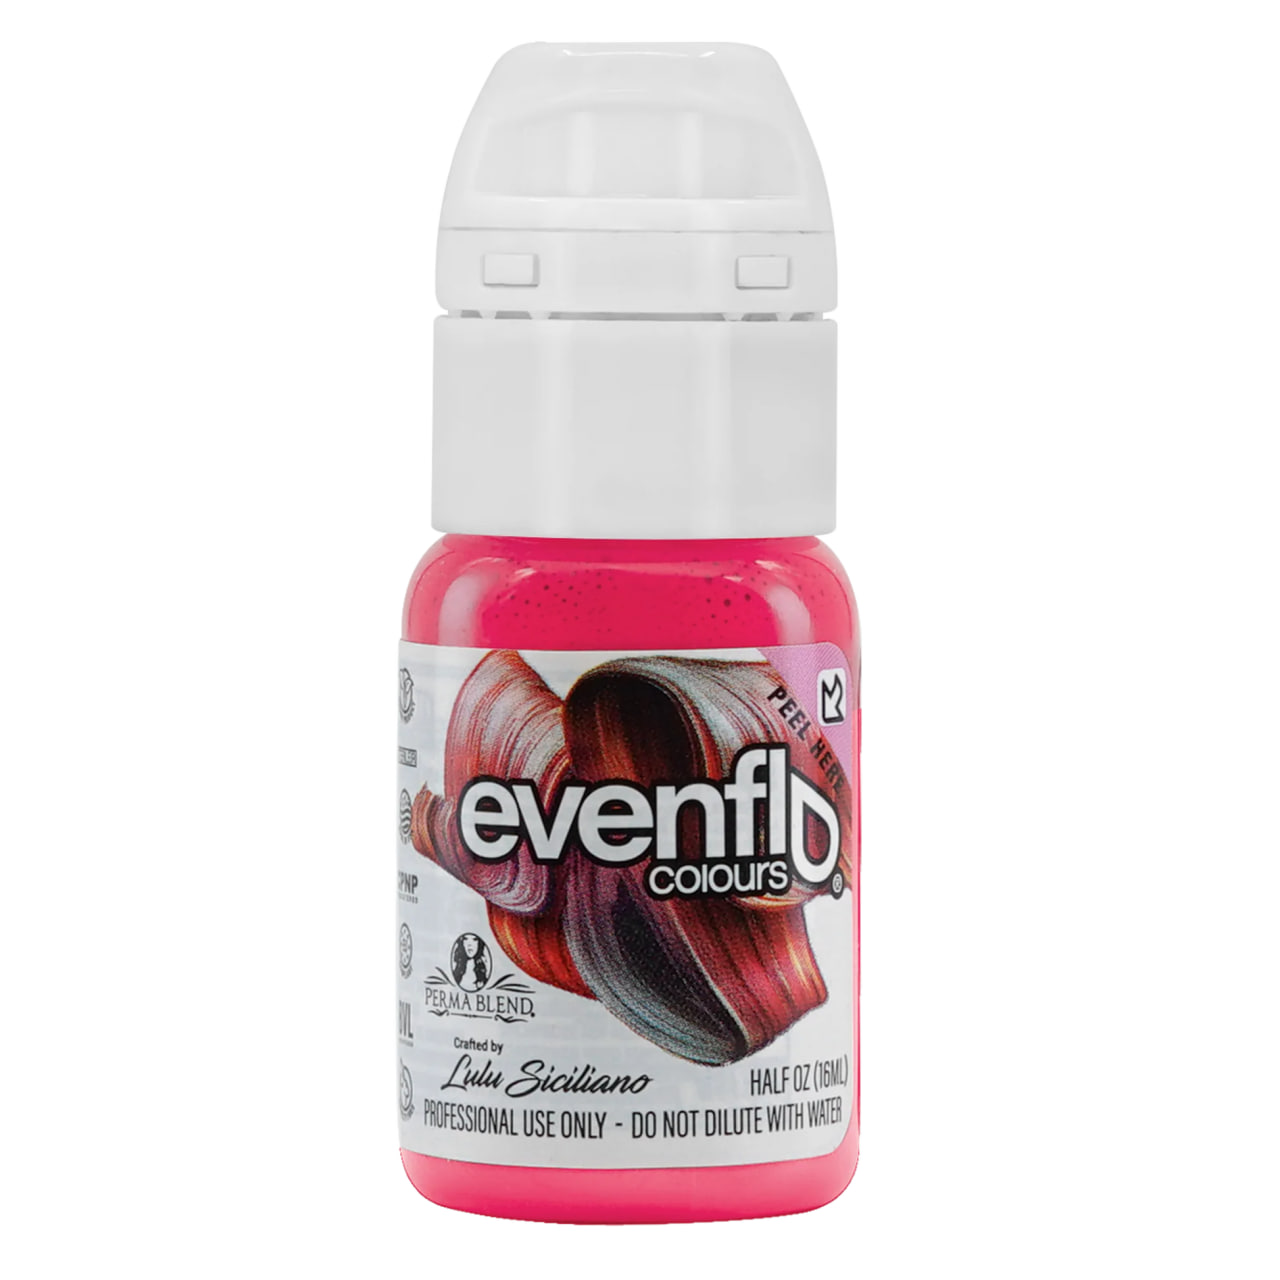 PEEL HERE
evenflo
colours®
CPNP
PERMA BLEND®
Crafted by
Lulu Siciliano
HALF OZ (16ML)
PROFESSIONAL USE ONLY - DO NOT DILUTE WITH WATER